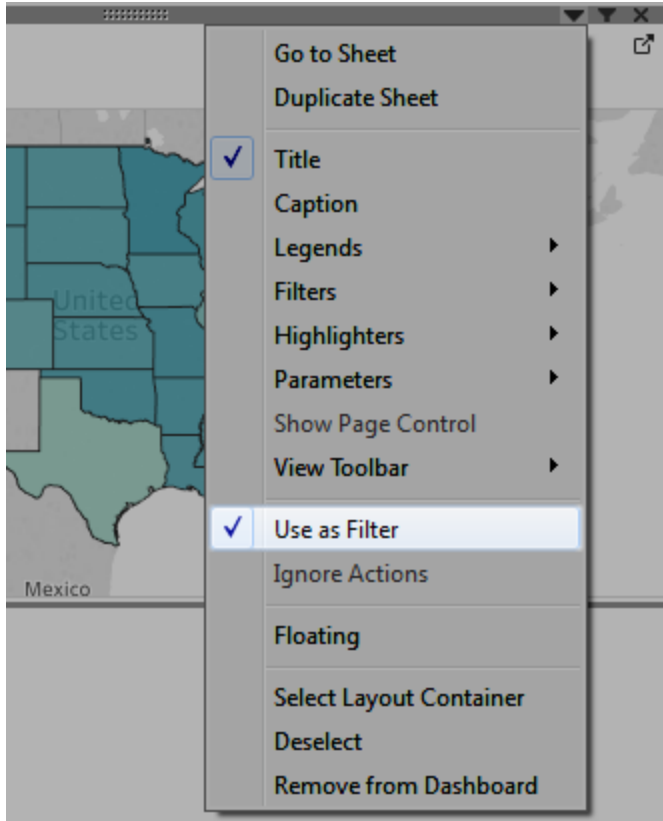 Go to Sheet
Duplicate Sheet
Title
Caption
Legends
Filters
Highlighters
Parameters
Show Page Control
View Toolbar
Use as Filter
Ignore Actions
Floating
Select Layout Container
Deselect
Remove from Dashboard
United
States
Mexico